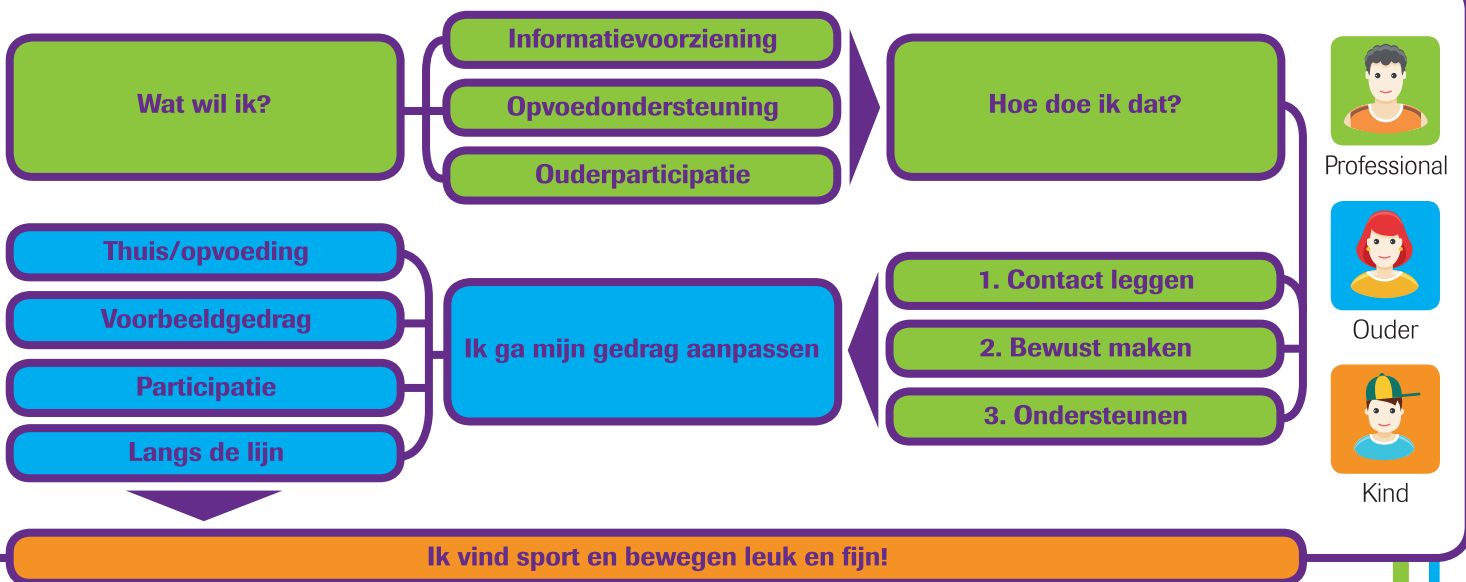 Wat wil ik?
Informatievoorziening
Opvoedondersteuning
Ouderparticipatie
Hoe doe ik dat?
1. Contact leggen
2. Bewust maken
3. Ondersteunen
Ik ga mijn gedrag aanpassen
Thuis/opvoeding
Voorbeeldgedrag
Participatie
Langs de lijn
Ik vind sport en bewegen leuk en fijn!
Professional
Ouder
Kind